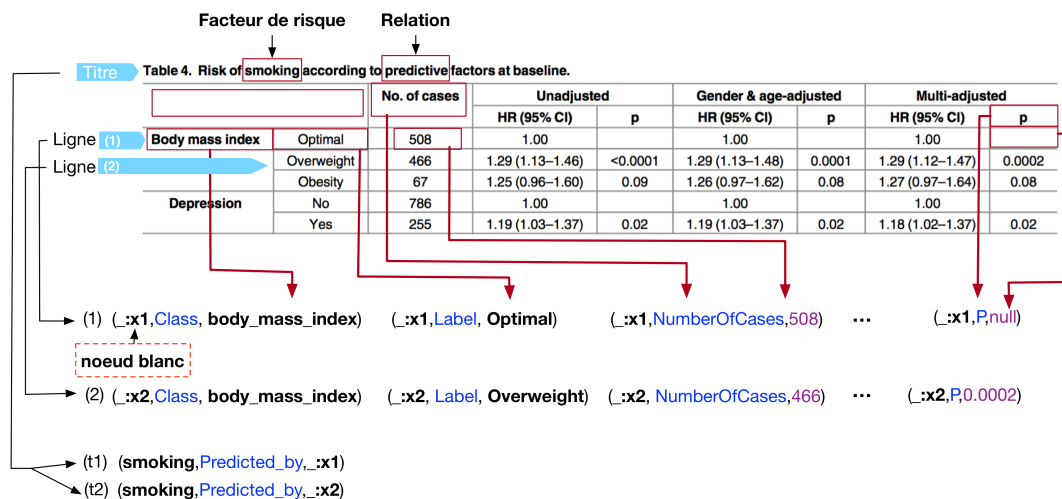 Facteur de risque Relation
Titre Table 4. Risk of smoking according to predictive factors at baseline.
No. of cases Unadjusted Gender & age-adjusted Multi-adjusted
HR (95% CI) p HR (95% CI) p HR (95% CI) p
Ligne (1) Body mass index Optimal 508 1.00 1.00 1.00
Ligne (2) Overweight 466 1.29 (1.13–1.46) <0.0001 1.29 (1.13–1.48) 0.0001 1.29 (1.12–1.47) 0.0002
Obesity 67 1.25 (0.96–1.60) 0.09 1.26 (0.97–1.62) 0.08 1.27 (0.97–1.64) 0.08
Depression No 786 1.00 1.00 1.00
Yes 255 1.19 (1.03–1.37) 0.02 1.19 (1.03–1.37) 0.02 1.18 (1.02–1.37) 0.02
(1) (_:x1,Class, body_mass_index) (_:x1,Label, Optimal) (_:x1,NumberOfCases,508) ... (_:x1,P,null)
noeud blanc
(2) (_:x2,Class, body_mass_index) (_:x2, Label, Overweight) (_:x2, NumberOfCases,466) ... (_:x2,P,0.0002)
(t1) (smoking,Predicted_by,_:x1)
(t2) (smoking,Predicted_by,_:x2)